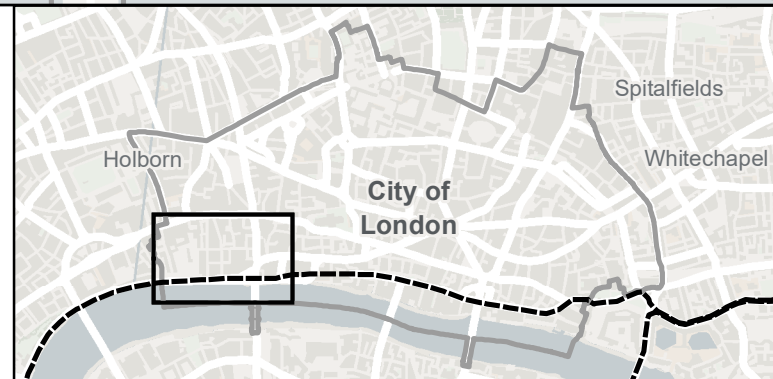 Spitalfields
Holborn
Whitechapel
City of
London